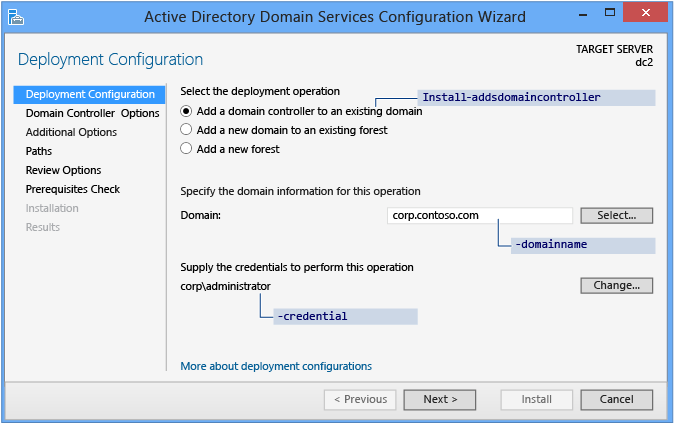 Active Directory Domain Services Configuration Wizard
Deployment Configuration
TARGET SERVER
dc2
Deployment Configuration
Domain Controller Options
Additional Options
Paths
Review Options
Prerequisites Check
Installation
Results
Select the deployment operation
Install-addsdomaincontroller
Add a domain controller to an existing domain
Add a new domain to an existing forest
Add a new forest
Specify the domain information for this operation
Domain: corp.contoso.com Select...
-domainname
Supply the credentials to perform this operation
corp\administrator Change...
-credential
More about deployment configurations
< Previous Next > Install Cancel